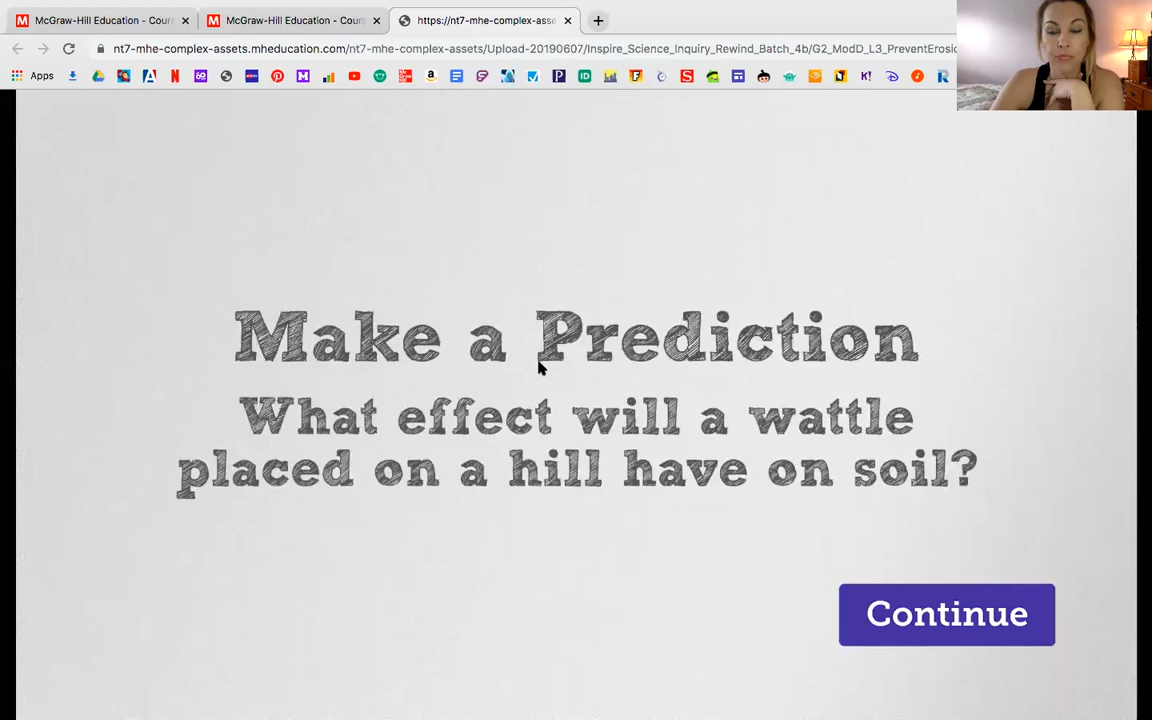 McGraw-Hill Education - Cour
McGraw-Hill Education - Cour
https://nt7-mhe-complex-asse
nt7-mhe-complex-assets.mheducation.com/nt7-mhe-complex-assets/Upload-20190607/Inspire_Science_Inquiry_Rewind_Batch_4b/G2_ModD_L3_PreventErosio
Apps
Make a Prediction
What effect will a wattle
placed on a hill have on soil?
Continue